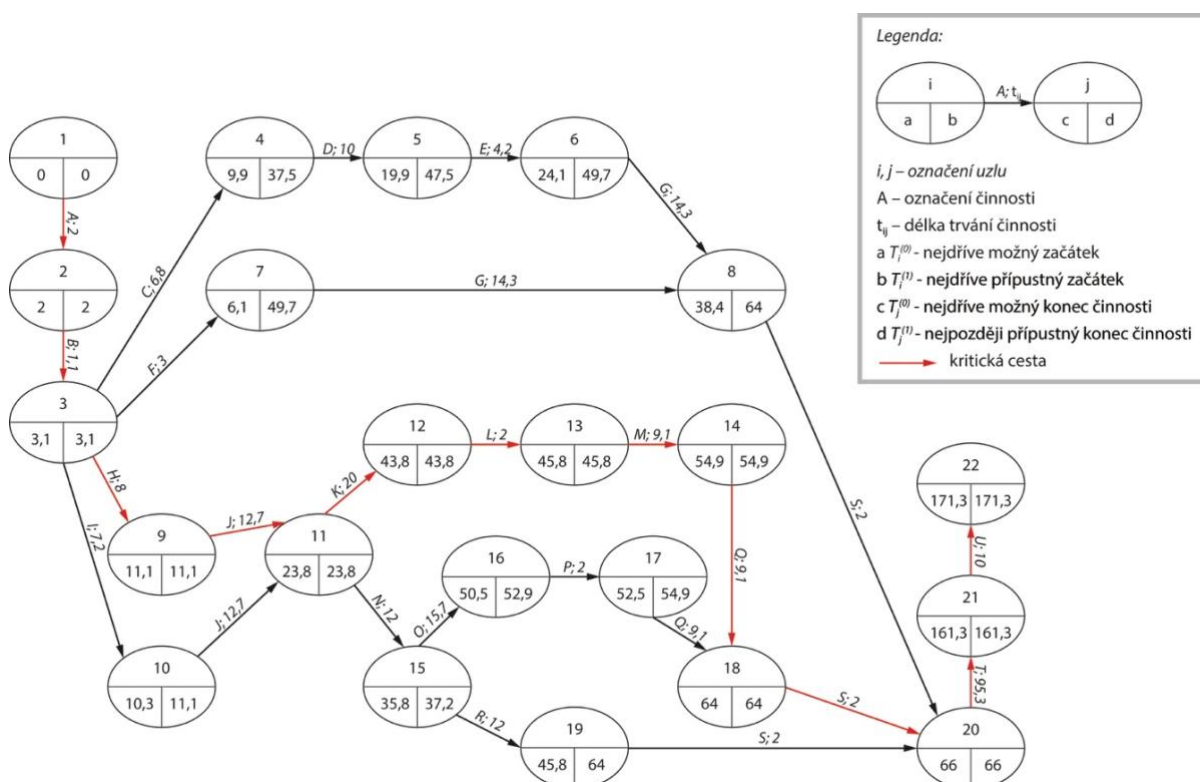 Legenda:
i
a
b
A; tij
j
c
d
i, j – označení uzlu
A – označení činnosti
tij – délka trvání činnosti
a Ti(0) - nejdříve možný začátek
b Ti(1) - nejdříve přípustný začátek
c Tj(0) - nejdříve možný konec činnosti
d Tj(1) - nejpozději přípustný konec činnosti
kritická cesta
1
0
0
A; 2
2
2
2
B; 1,1
3
3,1
3,1
C; 6,8
4
9,9
37,5
D; 10
5
19,9
47,5
E; 4,2
6
24,1
49,7
G; 14,3
F; 3
7
6,1
49,7
G; 14,3
8
38,4
64
S; 2
H; 8
9
11,1
11,1
J; 12,7
I; 7,2
10
10,3
11,1
J; 12,7
11
23,8
23,8
K; 20
12
43,8
43,8
L; 2
13
45,8
45,8
M; 9,1
14
54,9
54,9
Q; 9,1
N; 12
15
35,8
37,2
O; 15,7
16
50,5
52,9
P; 2
17
52,5
54,9
Q; 9,1
18
64
64
S; 2
R; 12
19
45,8
64
S; 2
20
66
66
T; 95,3
21
161,3
161,3
U; 10
22
171,3
171,3